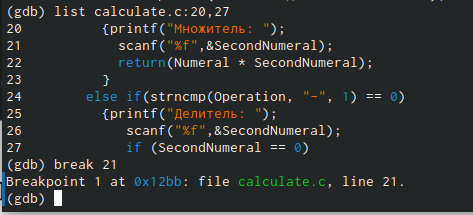 (gdb) list calculate.c:20,27
20 {printf("Множитель: ");
21 scanf("%f",&SecondNumeral);
22 return(Numeral * SecondNumeral);
23 }
24 else if(strncmp(Operation, "-", 1) == 0)
25 {printf("Делитель: ");
26 scanf("%f",&SecondNumeral);
27 if (SecondNumeral == 0)
(gdb) break 21
Breakpoint 1 at 0x12bb: file calculate.c, line 21.
(gdb)